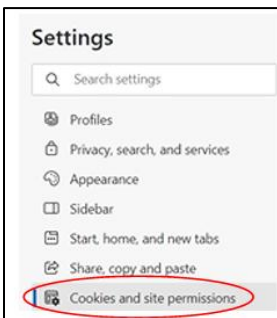 Settings
Search settings
Profiles
Privacy, search, and services
Appearance
Sidebar
Start, home, and new tabs
Share, copy and paste
Cookies and site permissions